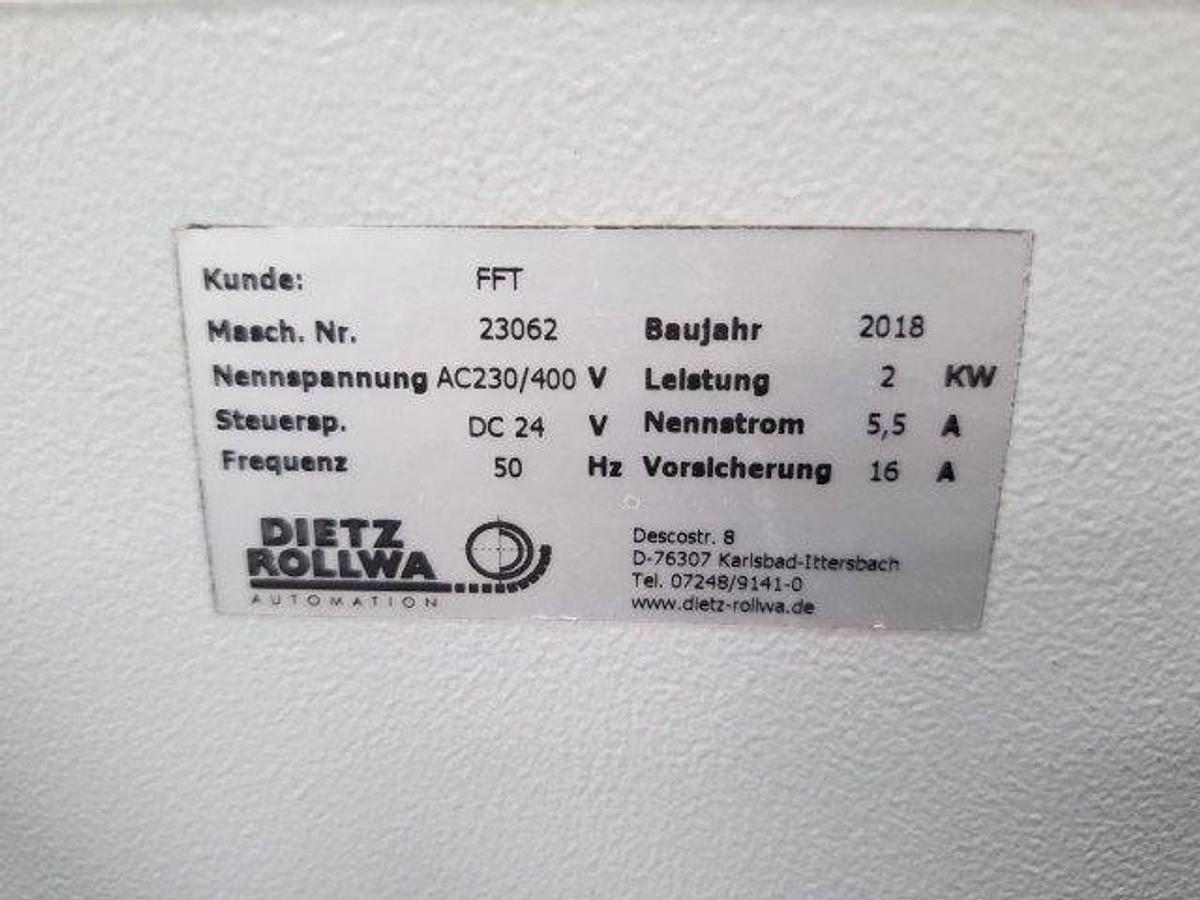 Kunde: FFT
Masch. Nr. 23062 Baujahr 2018
Nennspannung AC230/400 V Leistung 2 KW
Steuersp. DC 24 V Nennstrom 5,5 A
Frequenz 50 Hz Vorsicherung 16 A
DIETZ
ROLLWA
AUTOMATION
Descostr. 8
D-76307 Karlsbad-Ittersbach
Tel. 07248/9141-0
www.dietz-rollwa.de